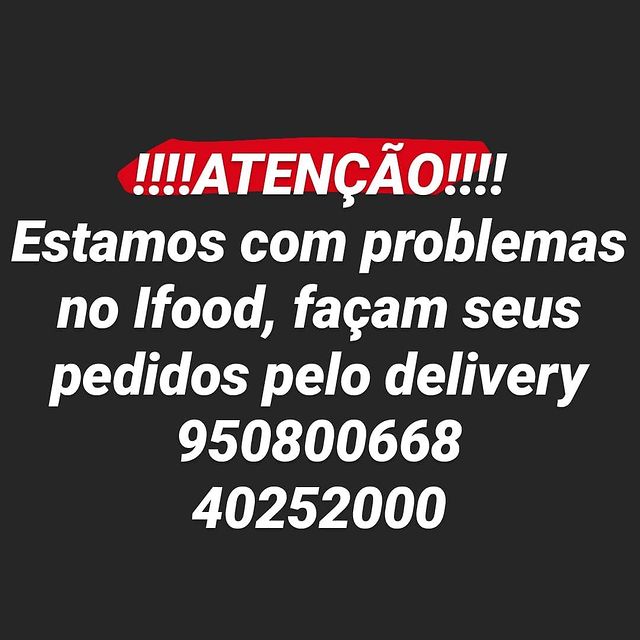 !!!!ATENÇÃO!!!!
Estamos com problemas
no Ifood, façam seus
pedidos pelo delivery
950800668
40252000